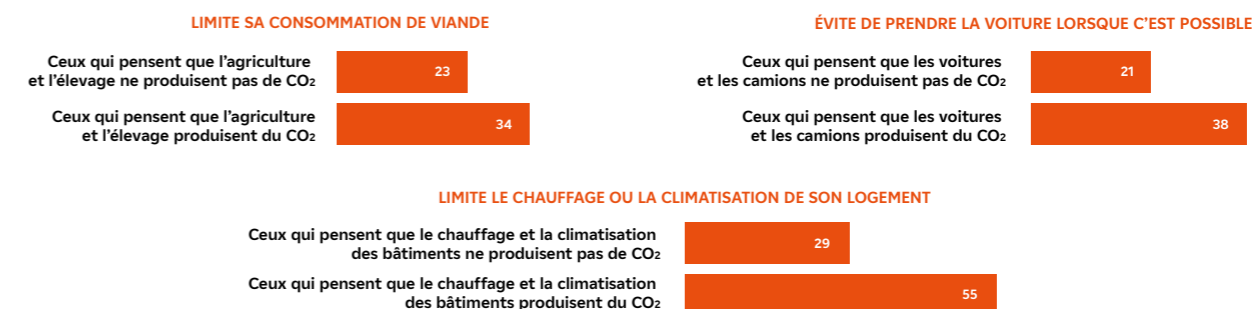 LIMITE SA CONSOMMATION DE VIANDE
Ceux qui pensent que l’agriculture
et l’élevage ne produisent pas de CO2
23
Ceux qui pensent que l’agriculture
et l’élevage produisent du CO2
34
ÉVITE DE PRENDRE LA VOITURE LORSQUE C’EST POSSIBLE
Ceux qui pensent que les voitures
et les camions ne produisent pas de CO2
21
Ceux qui pensent que les voitures
et les camions produisent du CO2
38
LIMITE LE CHAUFFAGE OU LA CLIMATISATION DE SON LOGEMENT
Ceux qui pensent que le chauffage et la climatisation
des bâtiments ne produisent pas de CO2
29
Ceux qui pensent que le chauffage et la climatisation
des bâtiments produisent du CO2
55